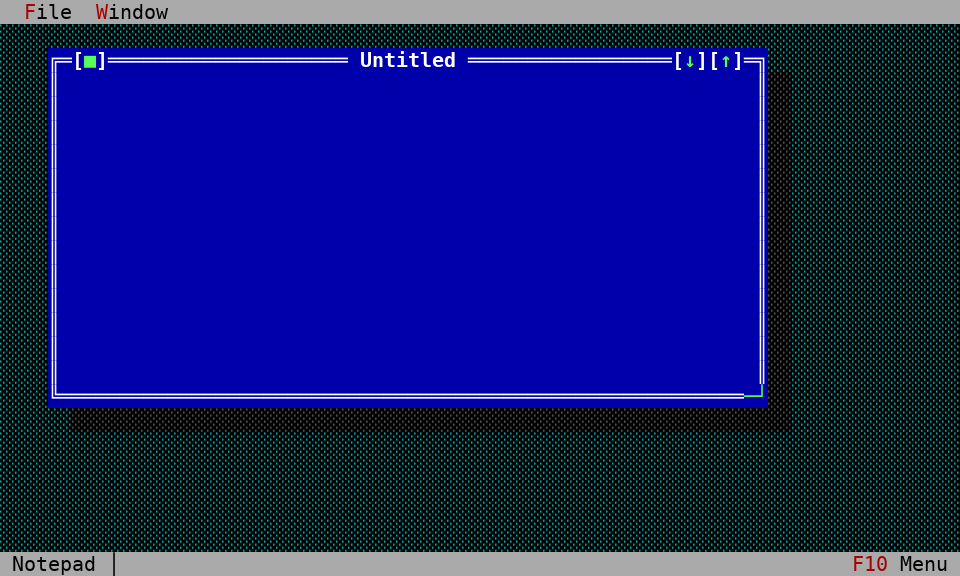 File  Window
[■] Untitled [↓][↑]
Notepad │ F10 Menu